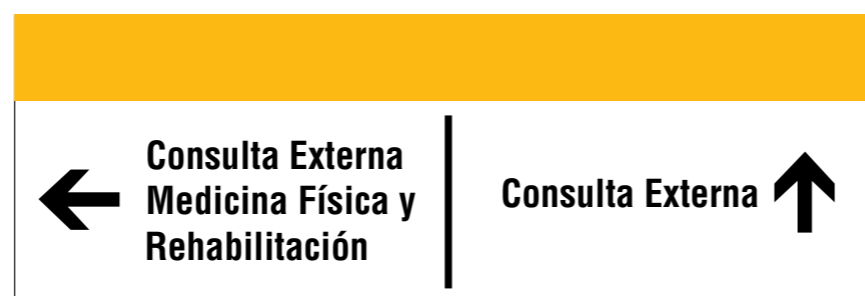 Consulta Externa
Medicina Física y
Rehabilitación
Consulta Externa